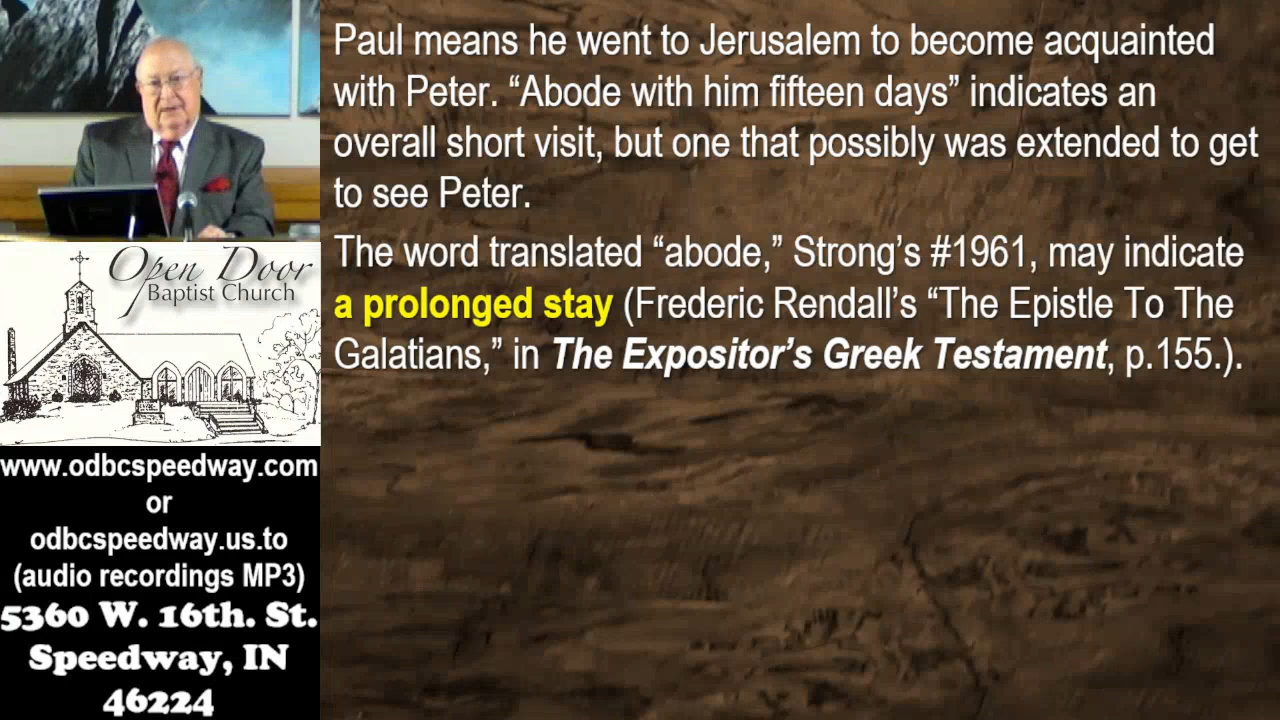 Paul means he went to Jerusalem to become acquainted
with Peter. “Abode with him fifteen days” indicates an
overall short visit, but one that possibly was extended to get
to see Peter.
The word translated “abode,” Strong’s #1961, may indicate
a prolonged stay (Frederic Rendall’s “The Epistle To The
Galatians,” in The Expositor’s Greek Testament, p.155.).
Open Door
Baptist Church
www.odbcspeedway.com
or
odbcspeedway.us.to
(audio recordings MP3)
5360 W. 16th. St.
Speedway, IN
46224